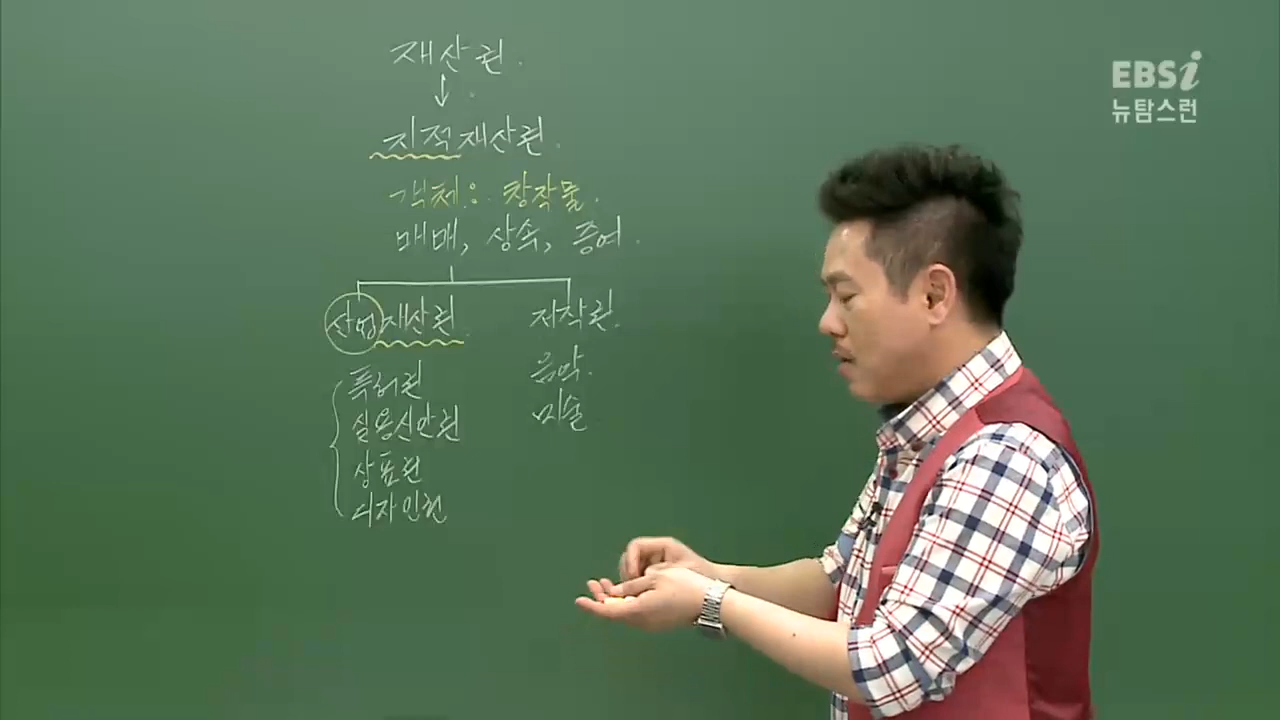 재산권.
↓
지적재산권.
객체: 창작물.
매매, 상속, 증여.
산업재산권.
저작권.
특허권
음악.
실용신안권
미술
상표권
디자인권
EBSi
뉴탐스런